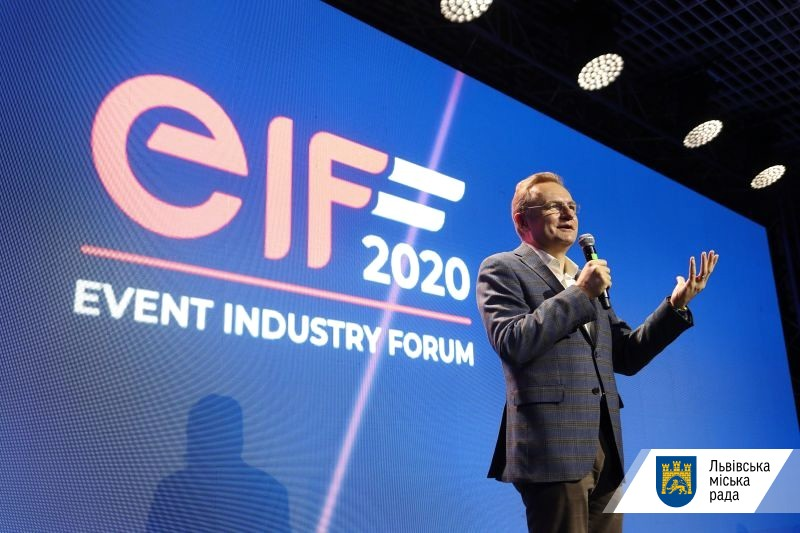 eIF
2020
EVENT INDUSTRY FORUM
Львівська
міська
рада